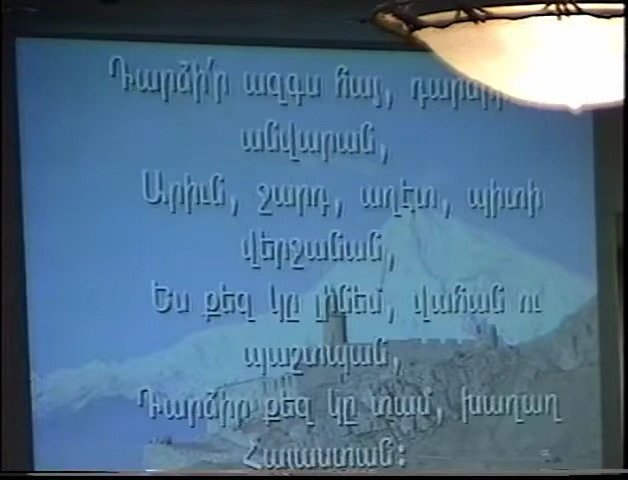 Դարձի՛ր ազգս հայ,
անվարան,
Արիւն, ջարդ, աղէտ, պիտի
վերջանան,
Ես քեզ կը լինեմ, վահան ու
պաշտպան,
Դարձիր քեզ կը տամ, խաղաղ
Հայաստան: